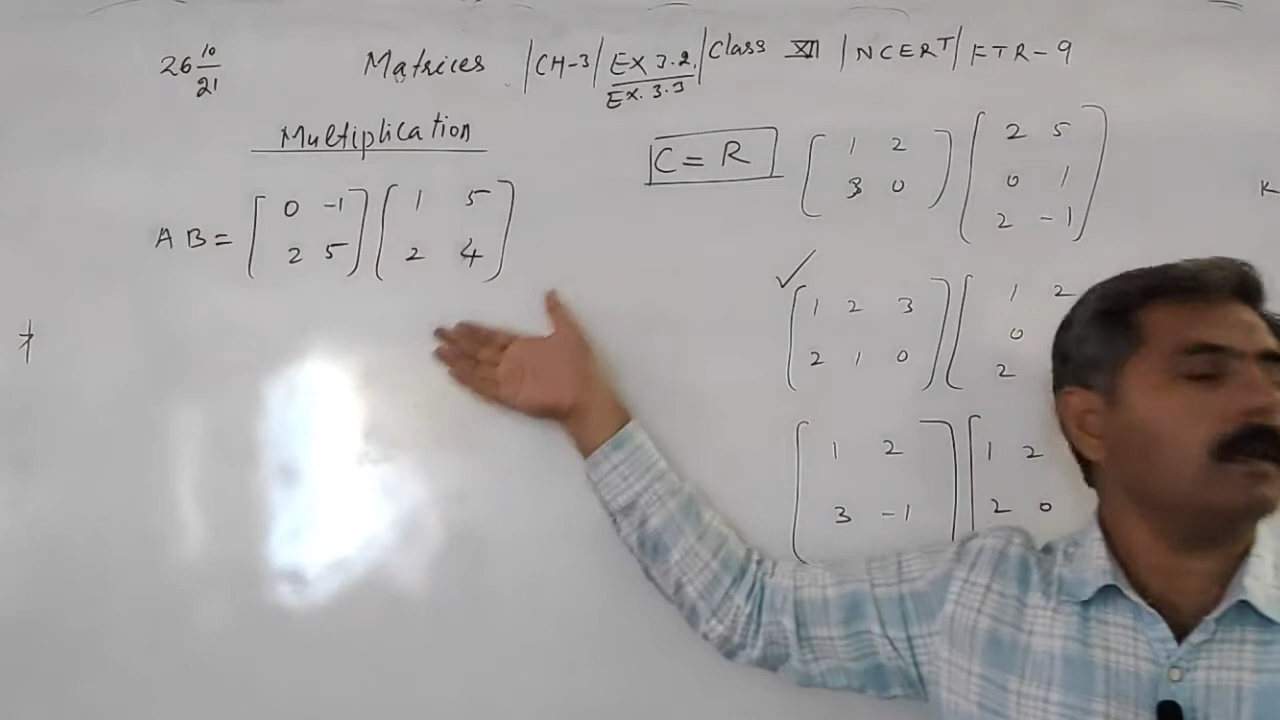 26 10/21 Matrices /CH-3/ Ex 3.2, / Class XII / NCERT / FTR-9
Ex. 3.3
Multiplication
AB = [0 -1 [1 5
2 5] 2 4]
C = R
[1 2 [2 5
3 0] 0 1
2 -1]
✓
[1 2 3 [1 2
2 1 0] 0
2
[1 2 [1 2
3 -1] 2 0
K